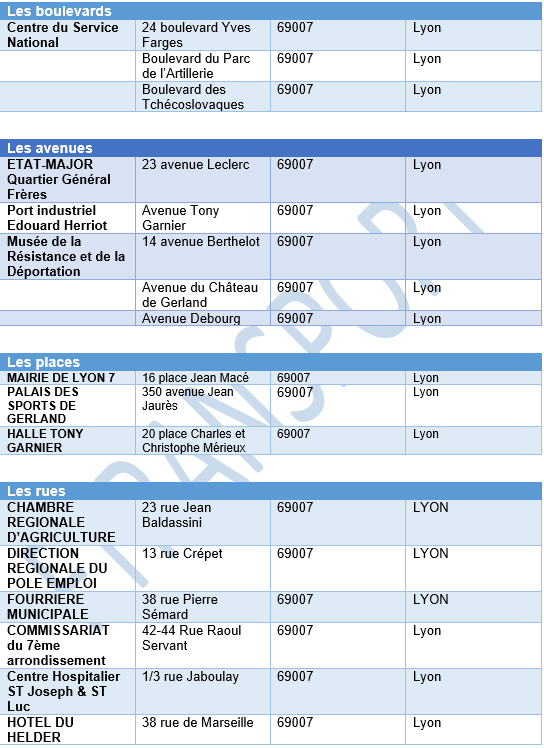 Les boulevards
Centre du Service National 24 boulevard Yves Farges 69007 Lyon
Boulevard du Parc de l'Artillerie 69007 Lyon
Boulevard des Tchécoslovaques 69007 Lyon
Les avenues
ETAT-MAJOR Quartier Général Frères 23 avenue Leclerc 69007 Lyon
Port industriel Edouard Herriot Avenue Tony Garnier 69007 Lyon
Musée de la Résistance et de la Déportation 14 avenue Berthelot 69007 Lyon
Avenue du Château de Gerland 69007 Lyon
Avenue Debourg 69007 Lyon
Les places
MAIRIE DE LYON 7 16 place Jean Macé 69007 Lyon
PALAIS DES SPORTS DE GERLAND 350 avenue Jean Jaurès 69007 Lyon
HALLE TONY GARNIER 20 place Charles et Christophe Mérieux 69007 Lyon
Les rues
CHAMBRE REGIONALE D'AGRICULTURE 23 rue Jean Baldassini 69007 LYON
DIRECTION REGIONALE DU POLE EMPLOI 13 rue Crépet 69007 LYON
FOURRIERE MUNICIPALE 38 rue Pierre Sémard 69007 LYON
COMMISSARIAT du 7ème arrondissement 42-44 Rue Raoul Servant 69007 Lyon
Centre Hospitalier ST Joseph & ST Luc 1/3 rue Jaboulay 69007 Lyon
HOTEL DU HELDER 38 rue de Marseille 69007 Lyon